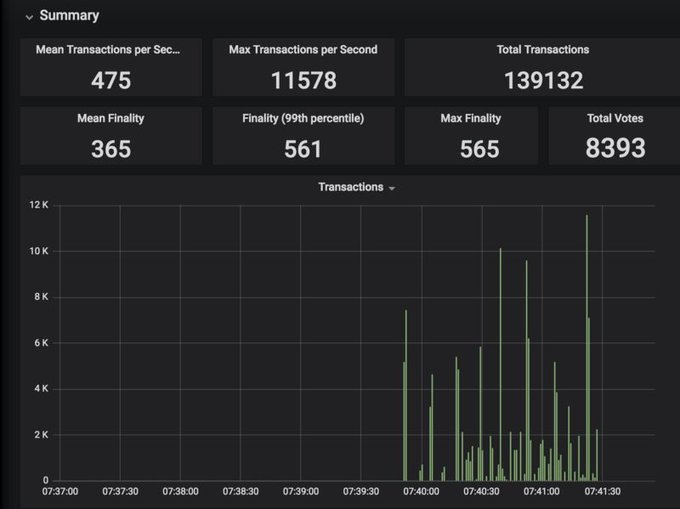 Summary
Mean Transactions per Sec...
Max Transactions per Second
Total Transactions
475
11578
139132
Mean Finality
Finality (99th percentile)
Max Finality
Total Votes
365
561
565
8393
Transactions
12 K
10 K
8 K
6 K
4 K
2 K
0
07:37:00
07:37:30
07:38:00
07:38:30
07:39:00
07:39:30
07:40:00
07:40:30
07:41:00
07:41:30